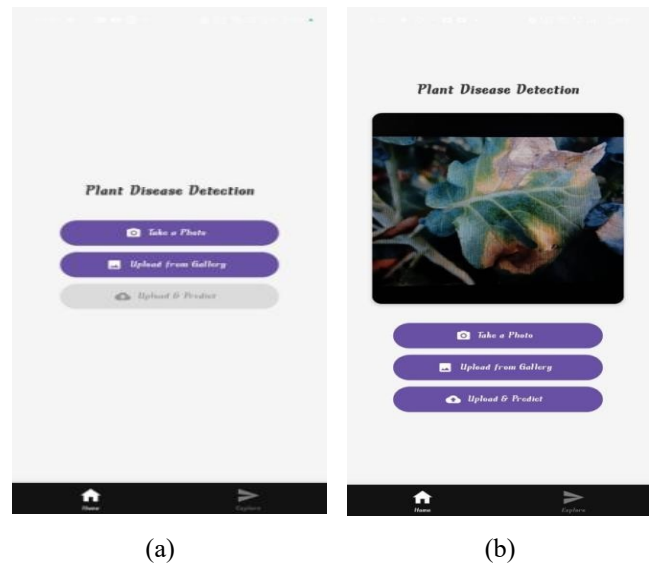 Plant Disease Detection
Take a Photo
Upload from Gallery
Upload & Predict
Home
Explore
(a)
Plant Disease Detection
Take a Photo
Upload from Gallery
Upload & Predict
Home
Explore
(b)